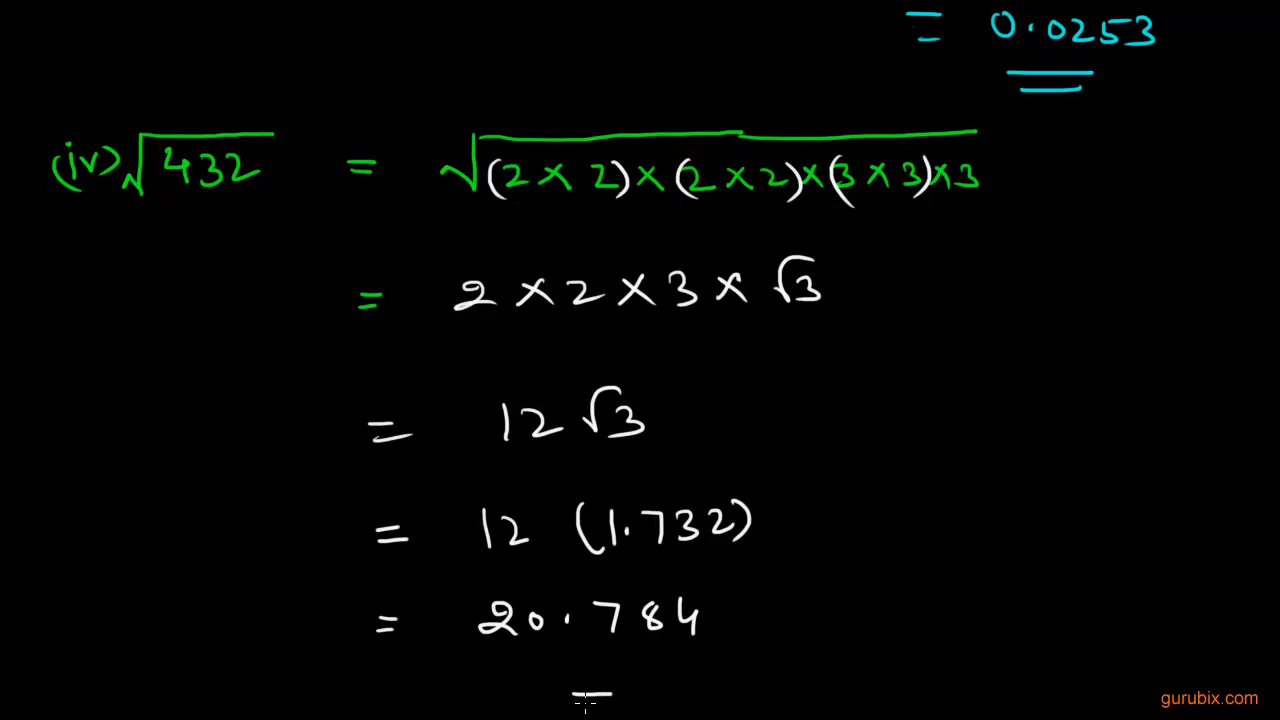 = 0.0253
(iv) √432 = √(2 × 2) × (2 × 2) × (3 × 3) × 3
= 2 × 2 × 3 × √3
= 12 √3
= 12 (1.732)
= 20.784
gurubix.com